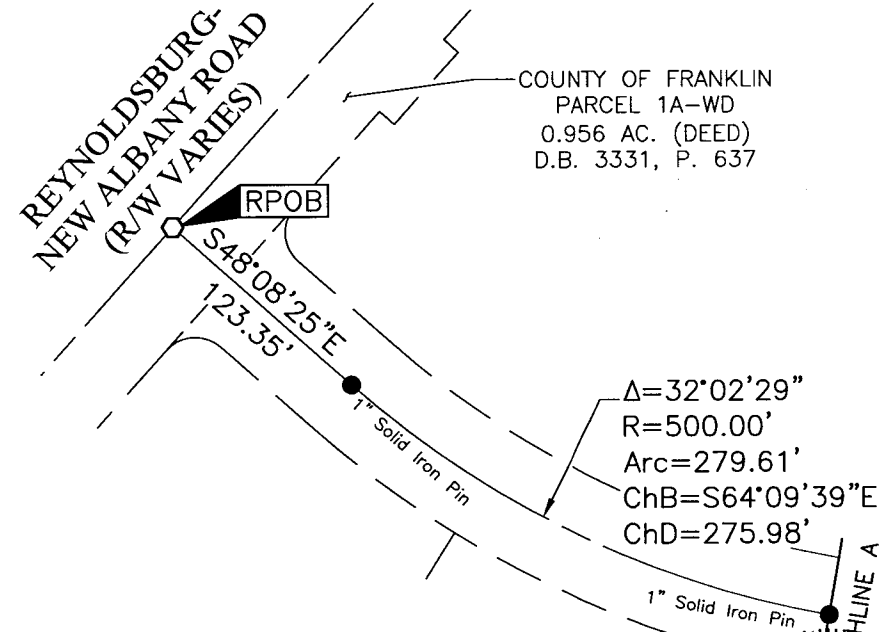 REYNOLDSBURG-
NEW ALBANY ROAD
(R/W VARIES)
COUNTY OF FRANKLIN
PARCEL 1A-WD
0.956 AC. (DEED)
D.B. 3331, P. 637
RPOB
S48°08'25"E
123.35'
1" Solid Iron Pin
Δ=32°02'29"
R=500.00'
Arc=279.61'
ChB=S64°09'39"E
ChD=275.98'
1" Solid Iron Pin